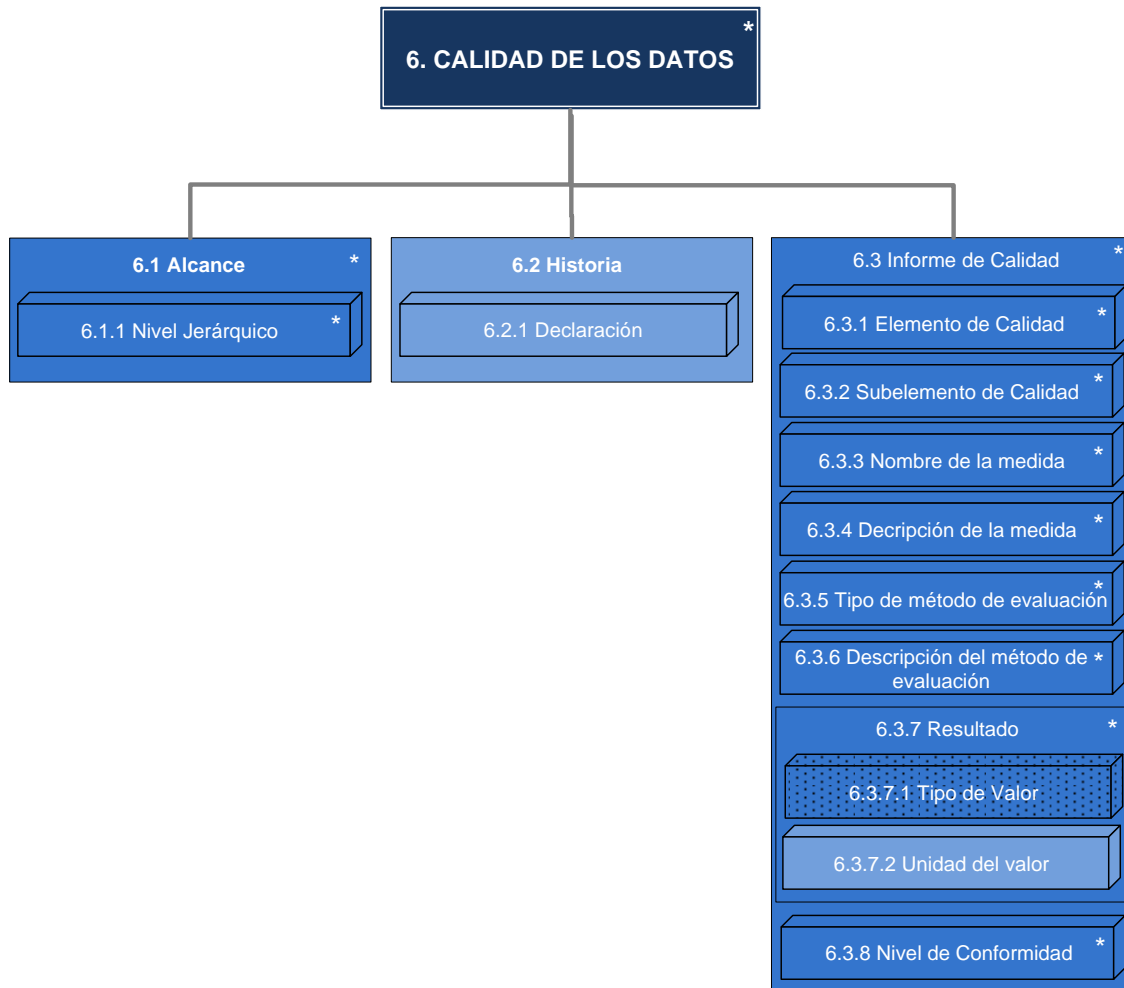 6. CALIDAD DE LOS DATOS *
6.1 Alcance *
6.1.1 Nivel Jerárquico *
6.2 Historia
6.2.1 Declaración
6.3 Informe de Calidad *
6.3.1 Elemento de Calidad *
6.3.2 Subelemento de Calidad *
6.3.3 Nombre de la medida *
6.3.4 Decripción de la medida *
6.3.5 Tipo de método de evaluación *
6.3.6 Descripción del método de *
evaluación
6.3.7 Resultado *
6.3.7.1 Tipo de Valor
6.3.7.2 Unidad del valor
6.3.8 Nivel de Conformidad *